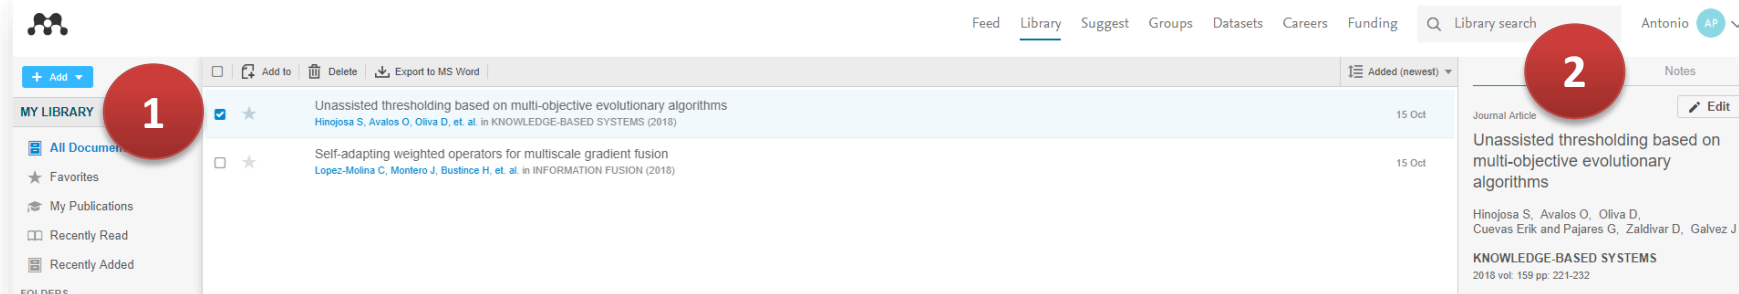 Feed Library Suggest Groups Datasets Careers Funding Library search Antonio AP
+ Add Add to Delete Export to MS Word Added (newest) Notes
MY LIBRARY
1
2
Unassisted thresholding based on multi-objective evolutionary algorithms
Hinojosa S, Avalos O, Oliva D, et. al. in KNOWLEDGE-BASED SYSTEMS (2018)
15 Oct
Self-adapting weighted operators for multiscale gradient fusion
Lopez-Molina C, Montero J, Bustince H, et. al. in INFORMATION FUSION (2018)
15 Oct
All Documen
Favorites
My Publications
Recently Read
Recently Added
FOLDERS
Edit
Journal Article
Unassisted thresholding based on
multi-objective evolutionary
algorithms
Hinojosa S, Avalos O, Oliva D,
Cuevas Erik and Pajares G, Zaldivar D, Galvez J
KNOWLEDGE-BASED SYSTEMS
2018 vol: 159 pp: 221-232